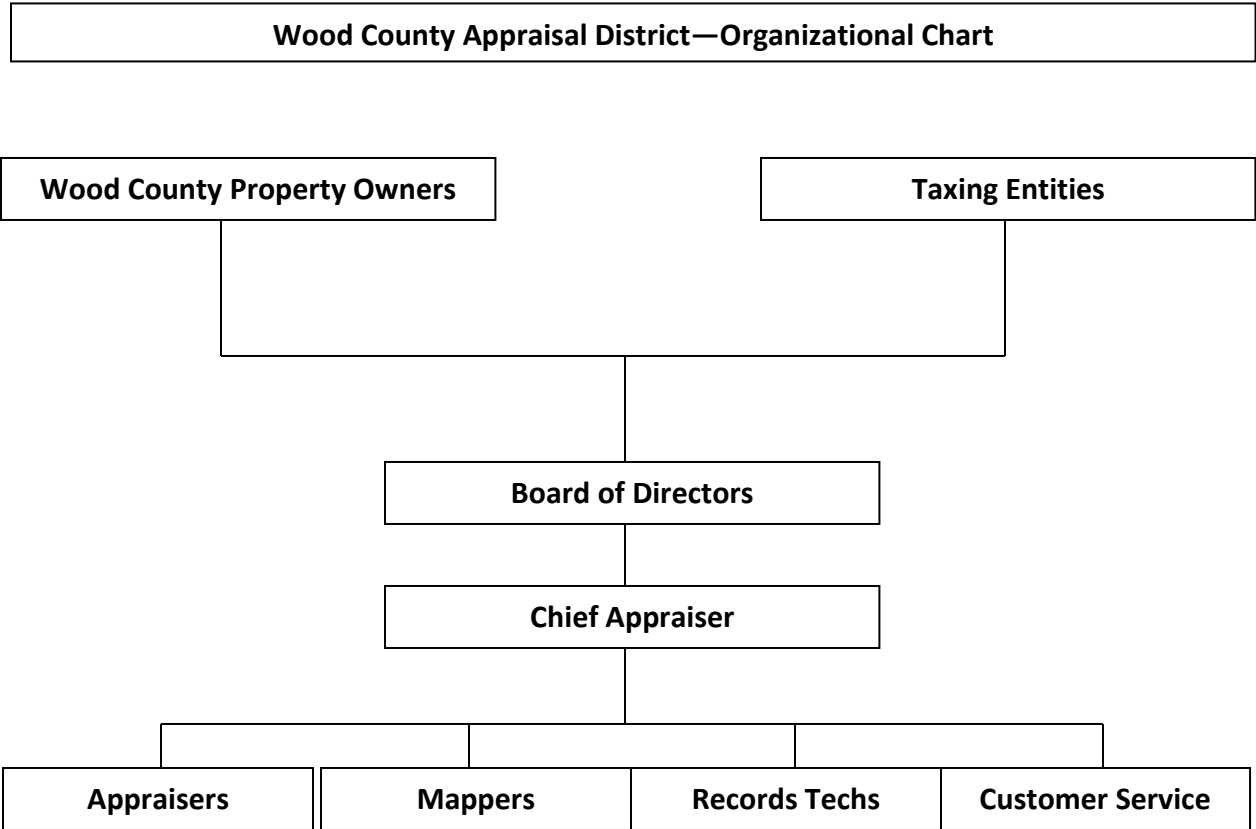 Wood County Appraisal District—Organizational Chart
Wood County Property Owners
Taxing Entities
Board of Directors
Chief Appraiser
Appraisers
Mappers
Records Techs
Customer Service